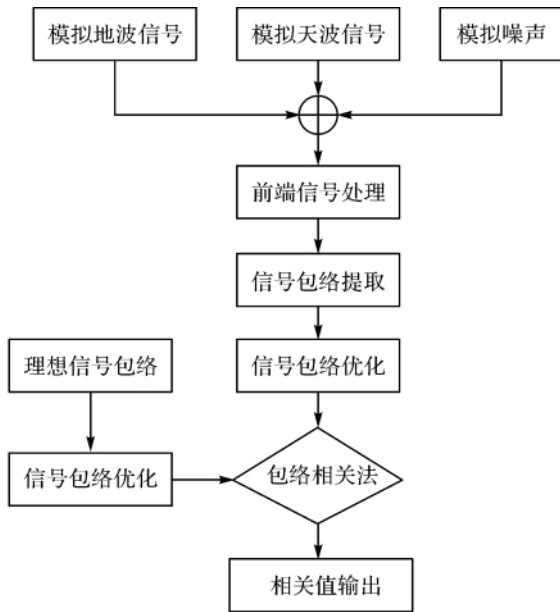 模拟地波信号
模拟天波信号
模拟噪声
前端信号处理
信号包络提取
理想信号包络
信号包络优化
信号包络优化
包络相关法
相关值输出